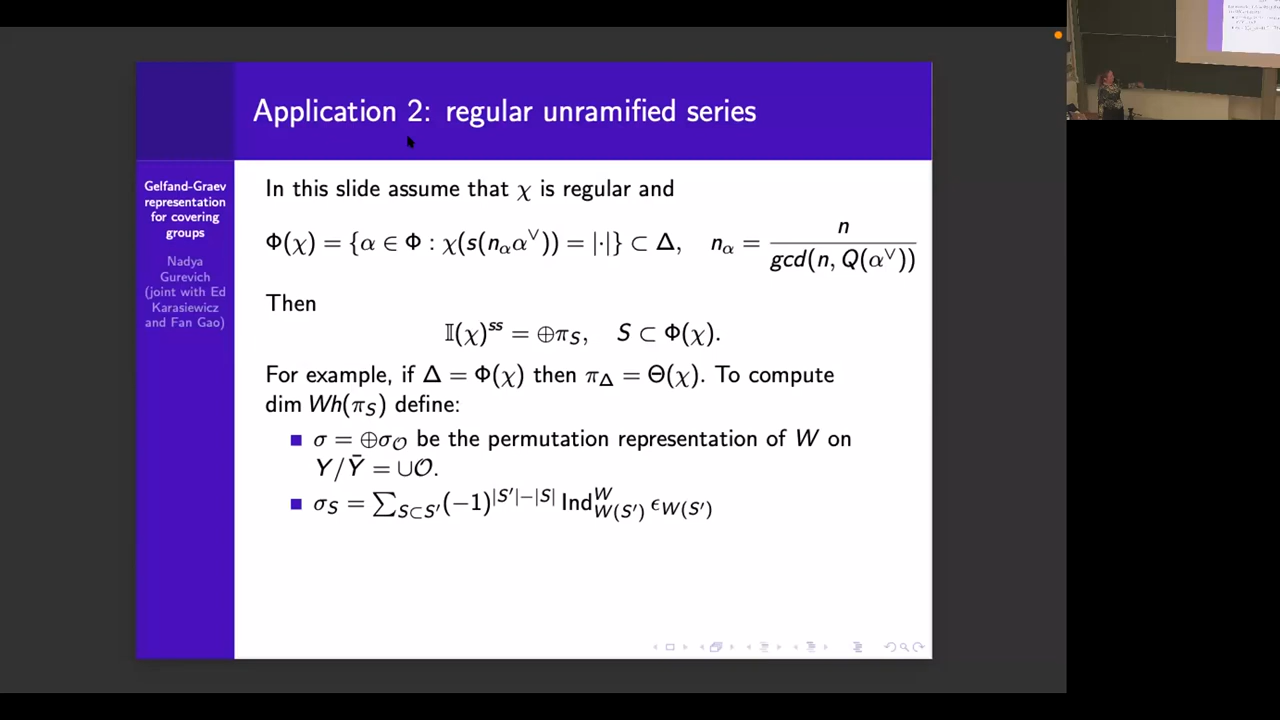 Application 2: regular unramified series
Gelfand-Graev
representation
for covering
groups
Nadya
Gurevich
(joint with Ed
Karasiewicz
and Fan Gao)
In this slide assume that χ is regular and
Φ(χ) = {α ∈ Φ : χ(s(n_α α^∨)) = |·|} ⊂ Δ, n_α = n / gcd(n, Q(α^∨))
Then
𝕀(χ)^{ss} = ⊕π_S, S ⊂ Φ(χ).
For example, if Δ = Φ(χ) then π_Δ = Θ(χ). To compute
dim Wh(π_S) define:
■ σ = ⊕σ_𝒪 be the permutation representation of W on
Y/Ȳ = ∪𝒪.
■ σ_S = ∑_{S⊂S′} (−1)^{|S′|−|S|} Ind^W_{W(S′)} ϵ_{W(S′)}